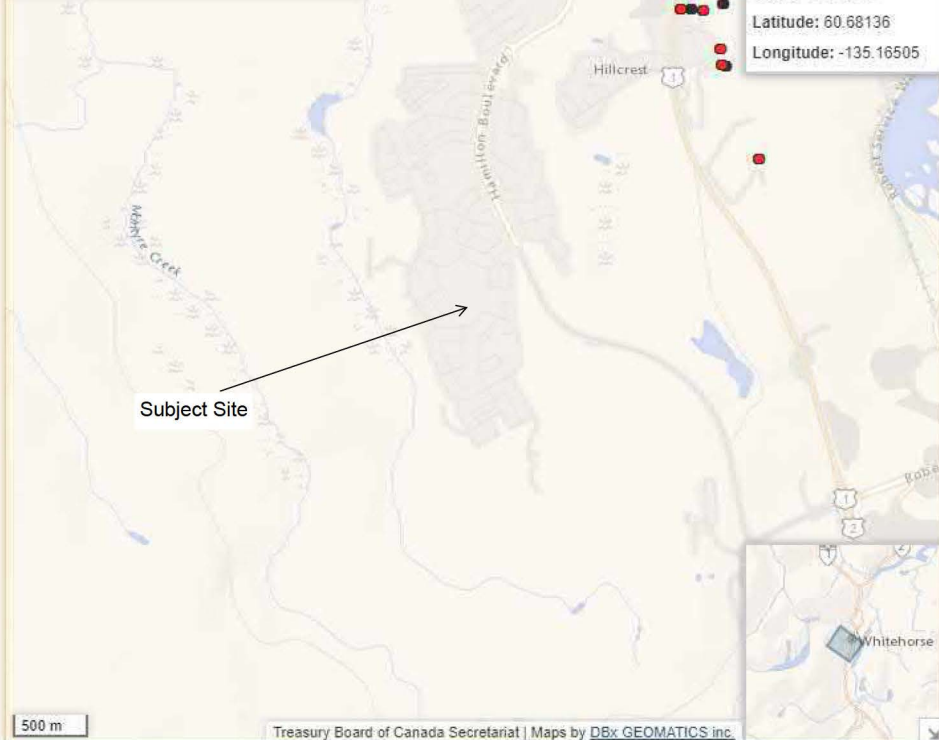 Latitude: 60.68136
Longitude: -135.16505
Hillcrest
1
Hamilton Boulevard
Robert Service W
McIntyre Creek
Subject Site
1
2
Robe
1
2
Whitehorse
500 m
Treasury Board of Canada Secretariat | Maps by DBx GEOMATICS inc.